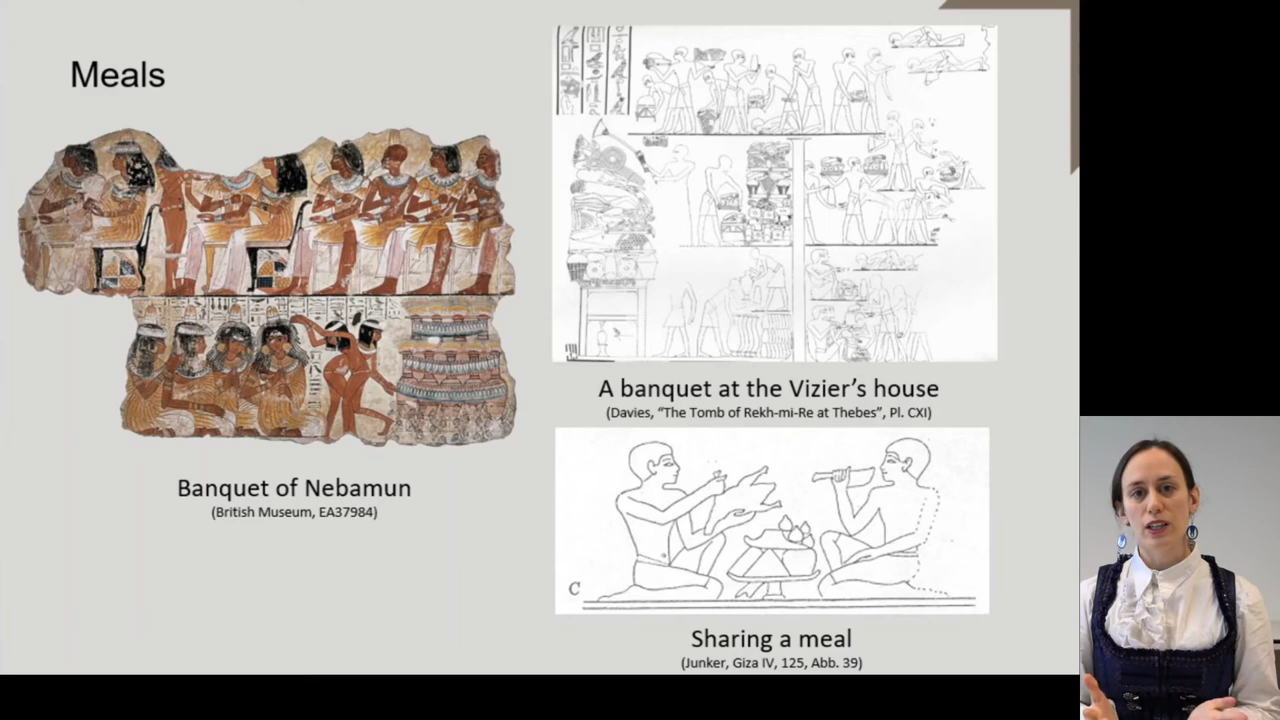 Meals
Banquet of Nebamun
(British Museum, EA37984)
A banquet at the Vizier’s house
(Davies, “The Tomb of Rekh-mi-Re at Thebes”, Pl. CXI)
C
Sharing a meal
(Junker, Giza IV, 125, Abb. 39)